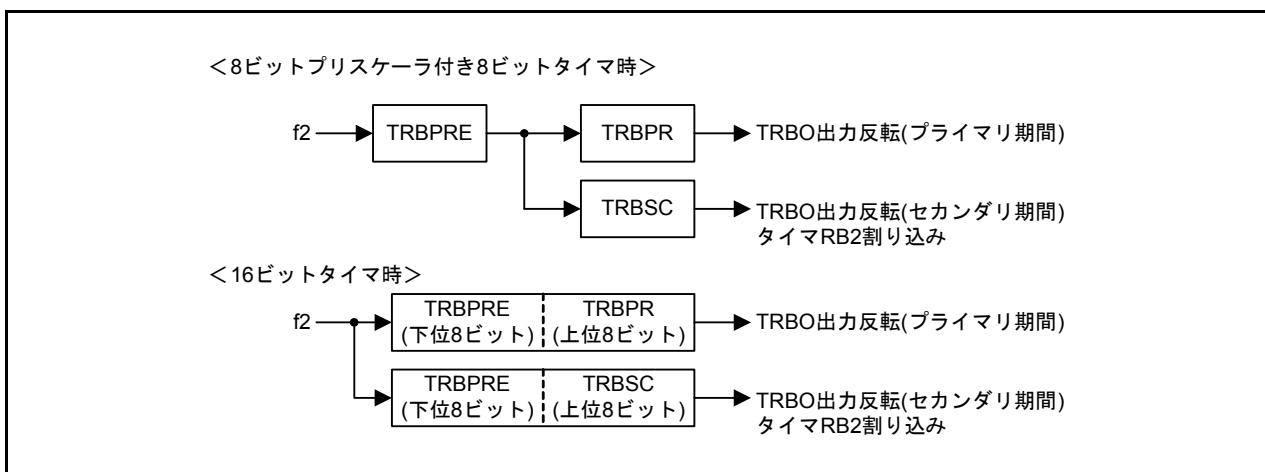 ＜8ビットプリスケーラ付き8ビットタイマ時＞
f2 TRBPRE TRBPR TRBO出力反転(プライマリ期間)
TRBSC TRBO出力反転(セカンダリ期間)
タイマRB2割り込み
＜16ビットタイマ時＞
f2 TRBPRE TRBPR TRBO出力反転(プライマリ期間)
(下位8ビット) (上位8ビット)
TRBPRE TRBSC TRBO出力反転(セカンダリ期間)
(下位8ビット) (上位8ビット) タイマRB2割り込み